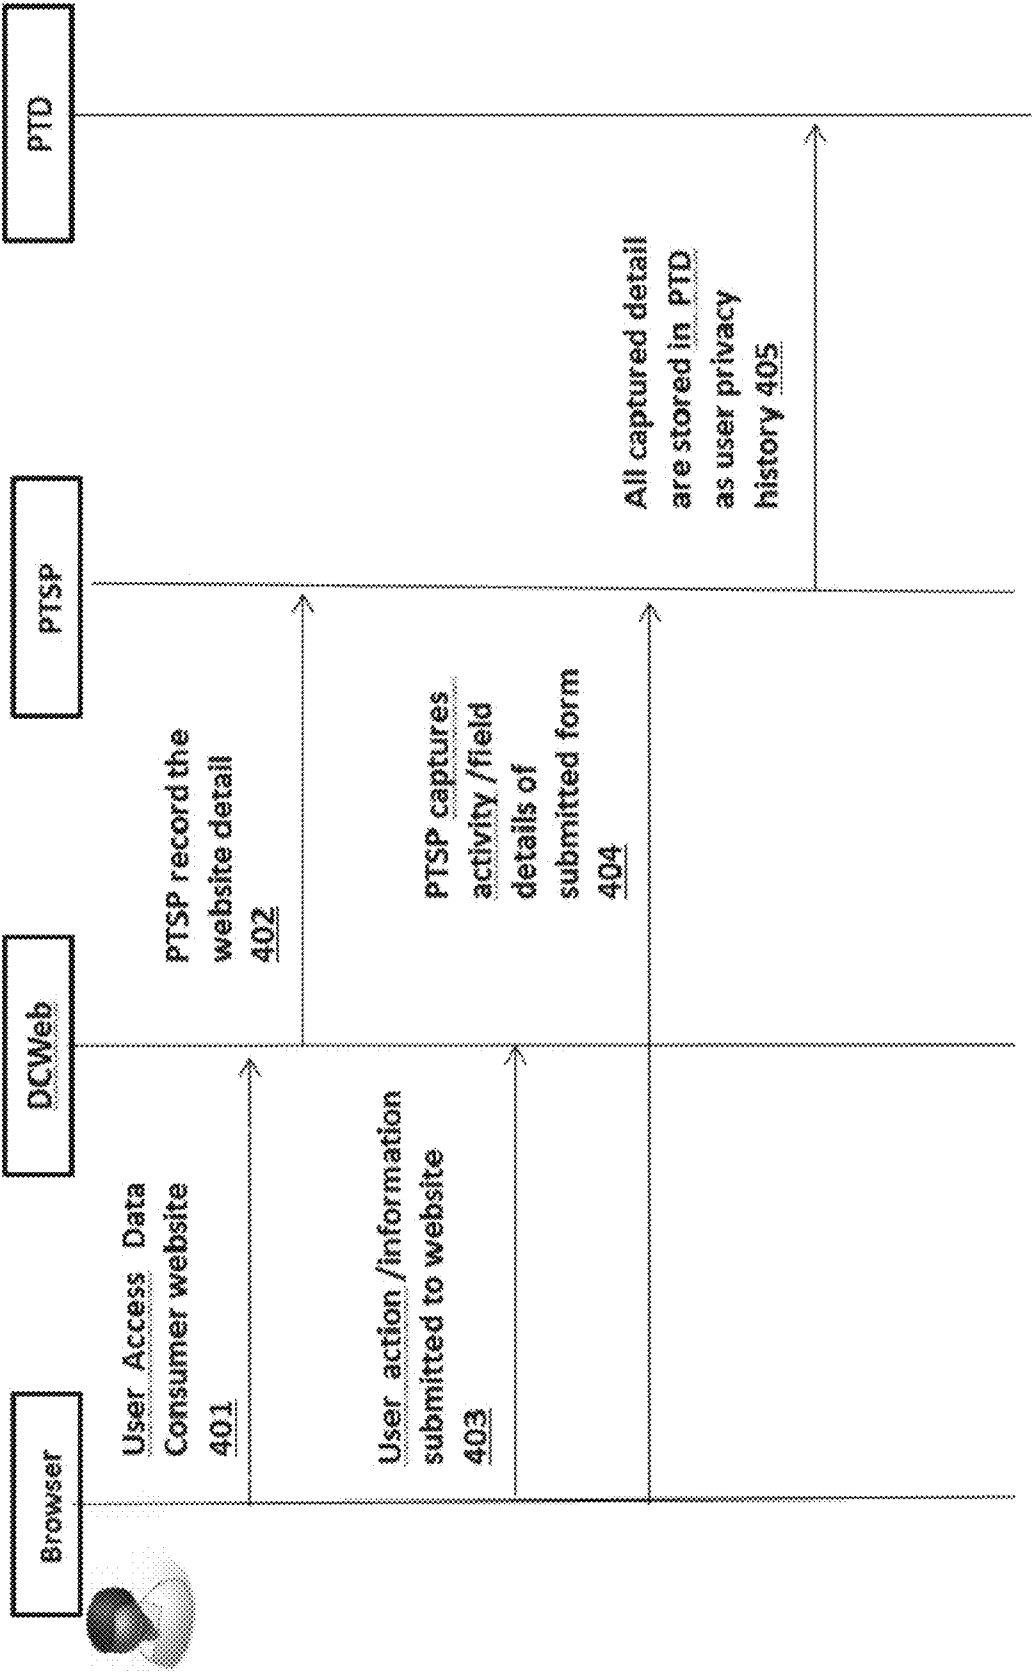 Browser
DCWeb
PTSP
PTD
User Access Data
Consumer website
401
PTSP record the
website detail
402
User action /information
submitted to website
403
PTSP captures
activity /field
details of
submitted form
404
All captured detail
are stored in PTD
as user privacy
history 405